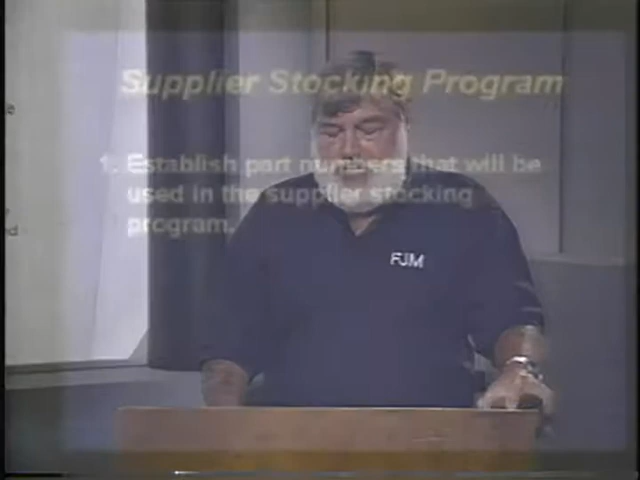 Supplier Stocking Program
1. Establish part numbers that will be
used in the supplier stocking
program.
FJM